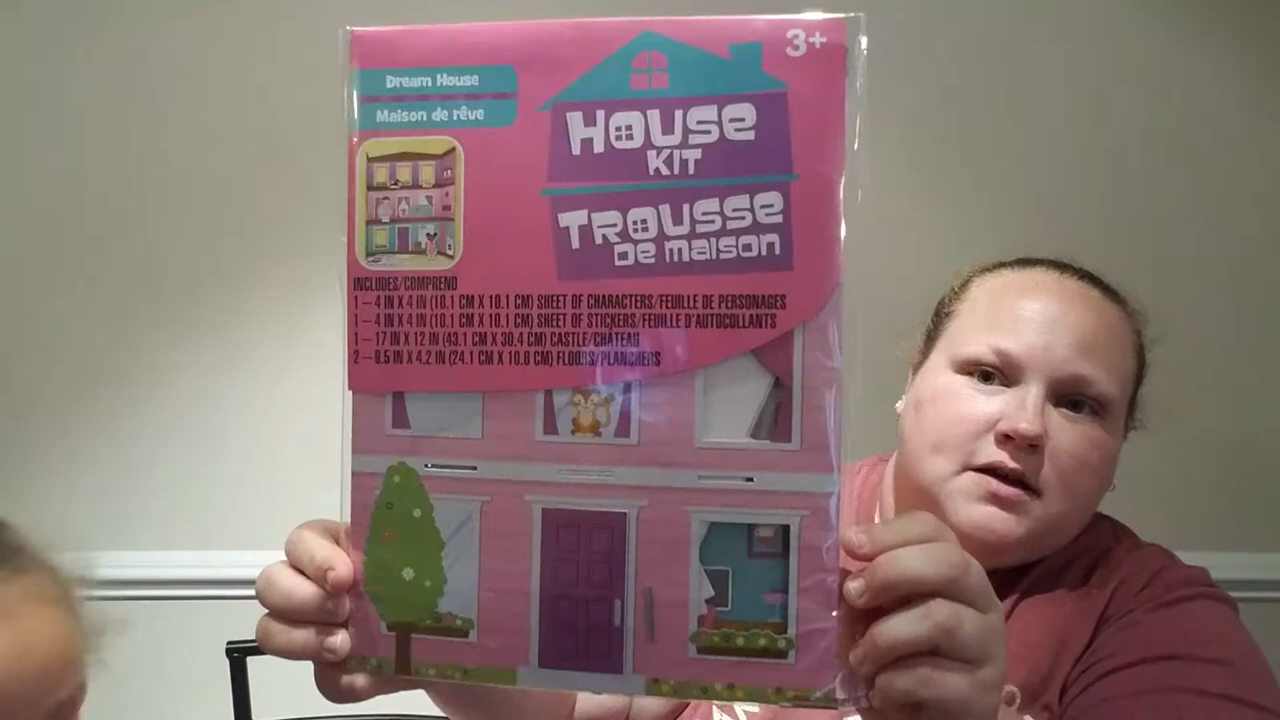 3+
Dream House
Maison de rêve
House
Kit
Trousse
de maison
INCLUDES/COMPREND
1 – 4 IN X 4 IN (10.1 CM X 10.1 CM) SHEET OF CHARACTERS/FEUILLE DE PERSONAGES
1 – 4 IN X 4 IN (10.1 CM X 10.1 CM) SHEET OF STICKERS/FEUILLE D'AUTOCOLLANTS
1 – 17 IN X 12 IN (43.1 CM X 30.4 CM) CASTLE/CHÂTEAU
2 – 9.5 IN X 4.2 IN (24.1 CM X 10.6 CM) FLOORS/PLANCHERS